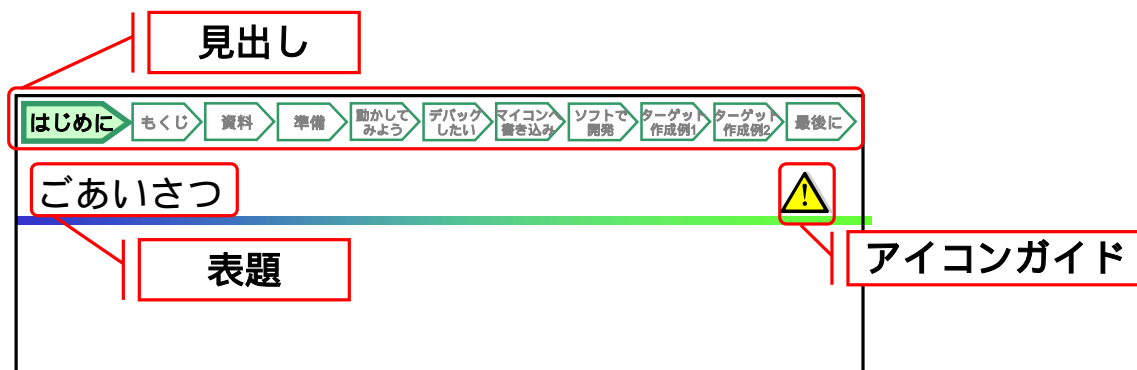 見出し
はじめに
もくじ
資料
準備
動かして
みよう
デバッグ
したい
マイコンへ
書き込み
ソフトで
開発
ターゲット
作成例1
ターゲット
作成例2
最後に
ごあいさつ
!
表題
アイコンガイド